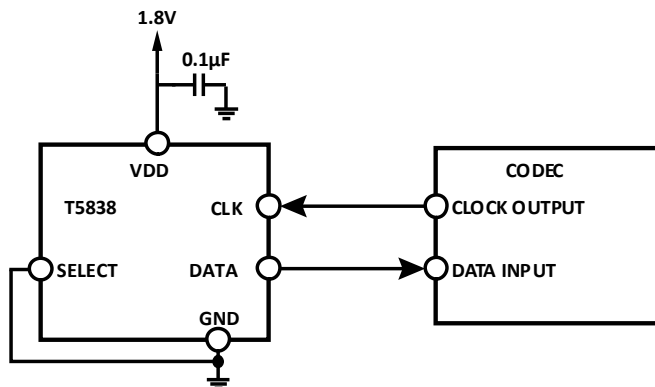 1.8V
0.1µF
VDD
T5838
CODEC
CLK
CLOCK OUTPUT
SELECT
DATA
DATA INPUT
GND